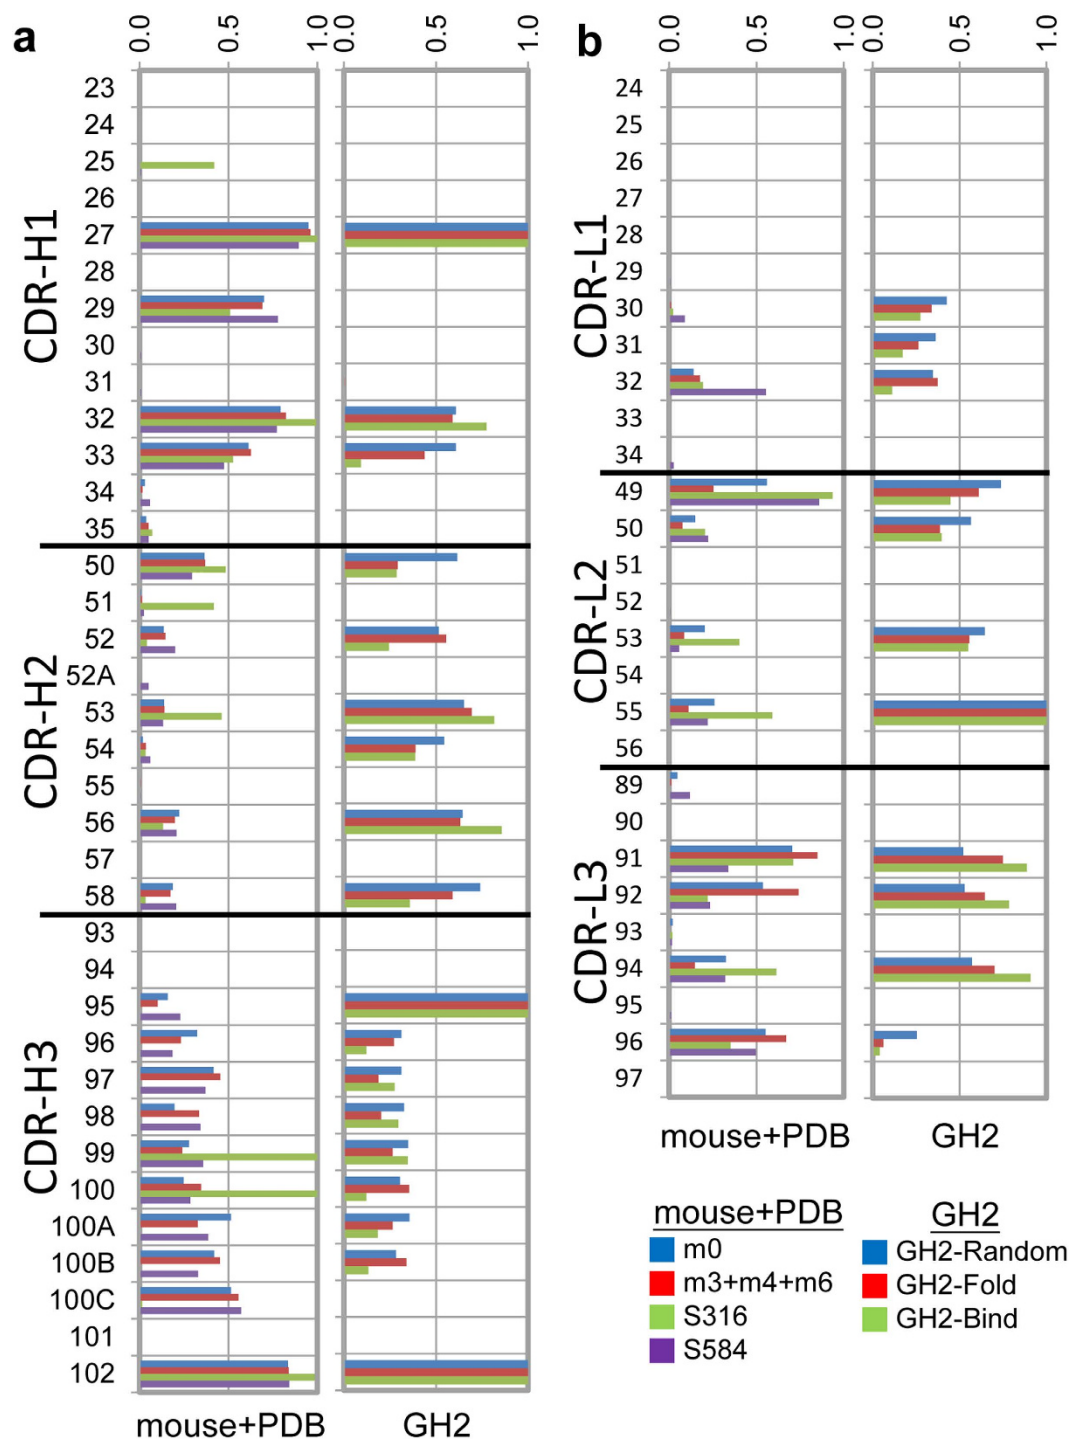 a
0.0 0.5 1.0 0.0 0.5 1.0
CDR-H1
23
24
25
26
27
28
29
30
31
32
33
34
35
CDR-H2
50
51
52
52A
53
54
55
56
57
58
CDR-H3
93
94
95
96
97
98
99
100
100A
100B
100C
101
102
mouse+PDB GH2
b
0.0 0.5 1.0 0.0 0.5 1.0
CDR-L1
24
25
26
27
28
29
30
31
32
33
34
CDR-L2
49
50
51
52
53
54
55
56
CDR-L3
89
90
91
92
93
94
95
96
97
mouse+PDB GH2
mouse+PDB
m0
m3+m4+m6
S316
S584
GH2
GH2-Random
GH2-Fold
GH2-Bind